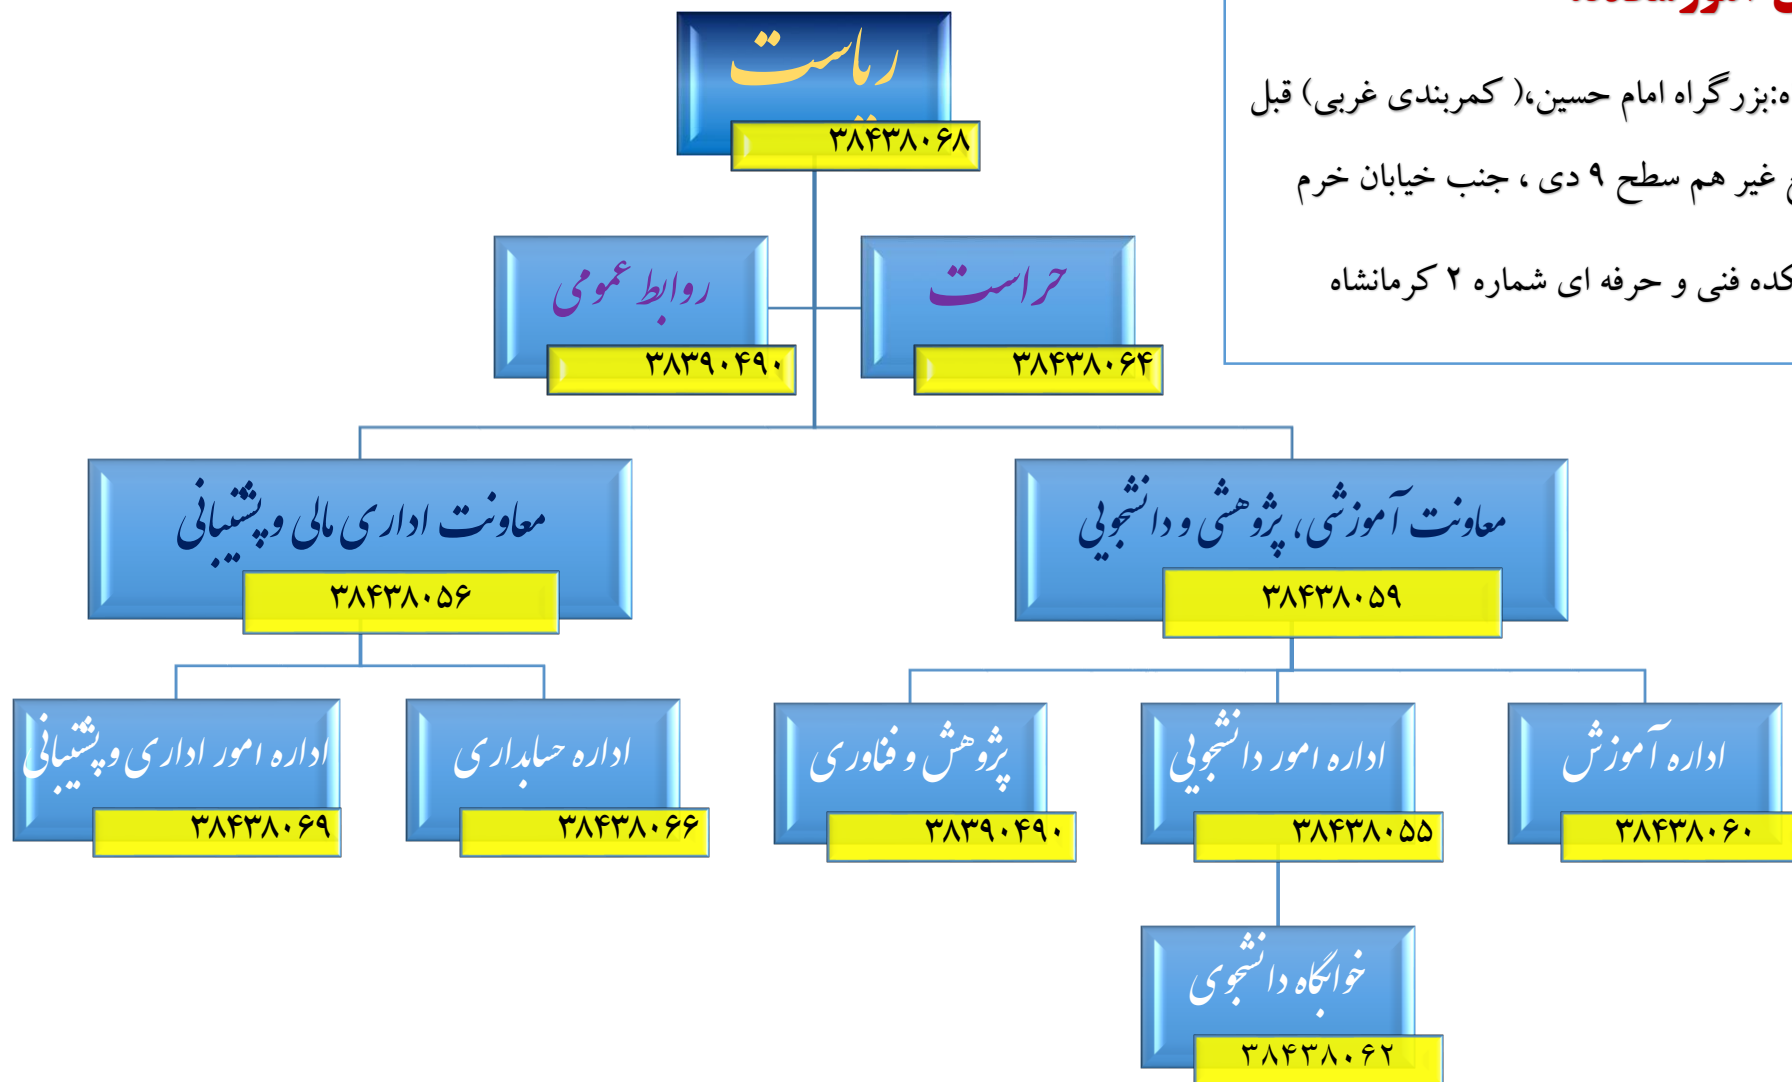 ریاست
۳۸۴۳۸۰۶۸
ه:بزرگراه امام حسین،( کمربندی غربی) قبل
غیر هم سطح ۹ دی ، جنب خیابان خرم
کده فنی و حرفه ای شماره ۲ کرمانشاه
حراست
۳۸۴۳۸۰۶۴
روابط عمومی
۳۸۳۹۰۴۹۰
معاونت آموزشی، پژوهشی و دانشجویی
۳۸۴۳۸۰۵۹
معاونت اداری مالی و پشتیبانی
۳۸۴۳۸۰۵۶
اداره آموزش
۳۸۴۳۸۰۶۰
اداره امور دانشجویی
۳۸۴۳۸۰۵۵
پژوهش و فناوری
۳۸۳۹۰۴۹۰
اداره حسابداری
۳۸۴۳۸۰۶۶
اداره امور اداری و پشتیبانی
۳۸۴۳۸۰۶۹
خوابگاه دانشجوی
۳۸۴۳۸۰۶۲